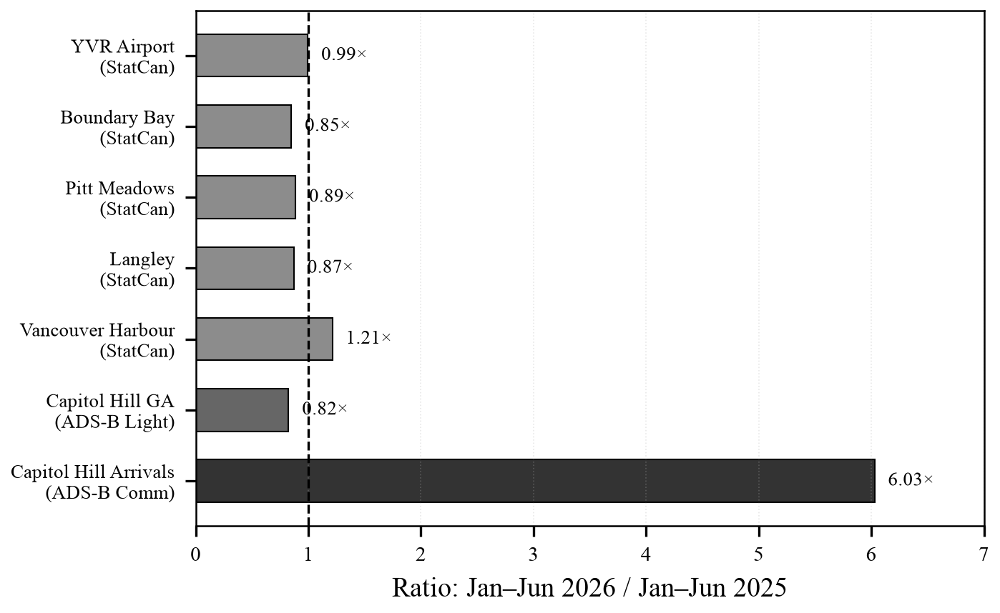 YVR Airport
(StatCan)
0.99×
Boundary Bay
(StatCan)
0.85×
Pitt Meadows
(StatCan)
0.89×
Langley
(StatCan)
0.87×
Vancouver Harbour
(StatCan)
1.21×
Capitol Hill GA
(ADS-B Light)
0.82×
Capitol Hill Arrivals
(ADS-B Comm)
6.03×
0 1 2 3 4 5 6 7
Ratio: Jan–Jun 2026 / Jan–Jun 2025